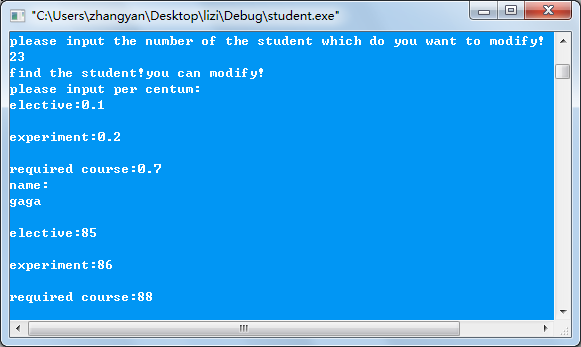 "C:\Users\zhangyan\Desktop\lizi\Debug\student.exe"
please input the number of the student which do you want to modify!
23
find the student!you can modify!
please input per centum:
elective:0.1
experiment:0.2
required course:0.7
name:
gaga
elective:85
experiment:86
required course:88